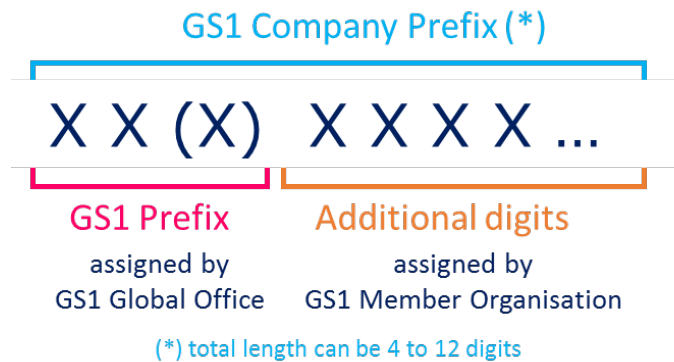 GS1 Company Prefix (*)
X X (X) X X X X ...
GS1 Prefix Additional digits
assigned by assigned by
GS1 Global Office GS1 Member Organisation
(*) total length can be 4 to 12 digits